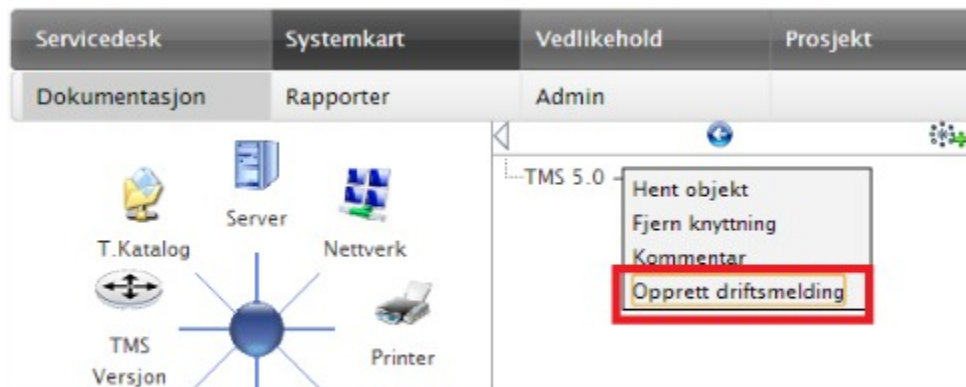 Servicedesk Systemkart Vedlikehold Prosjekt
Dokumentasjon Rapporter Admin
TMS 5.0
Hent objekt
Fjern knyttning
Kommentar
Opprett driftsmelding
Server
T.Katalog
Nettverk
TMS
Versjon
Printer